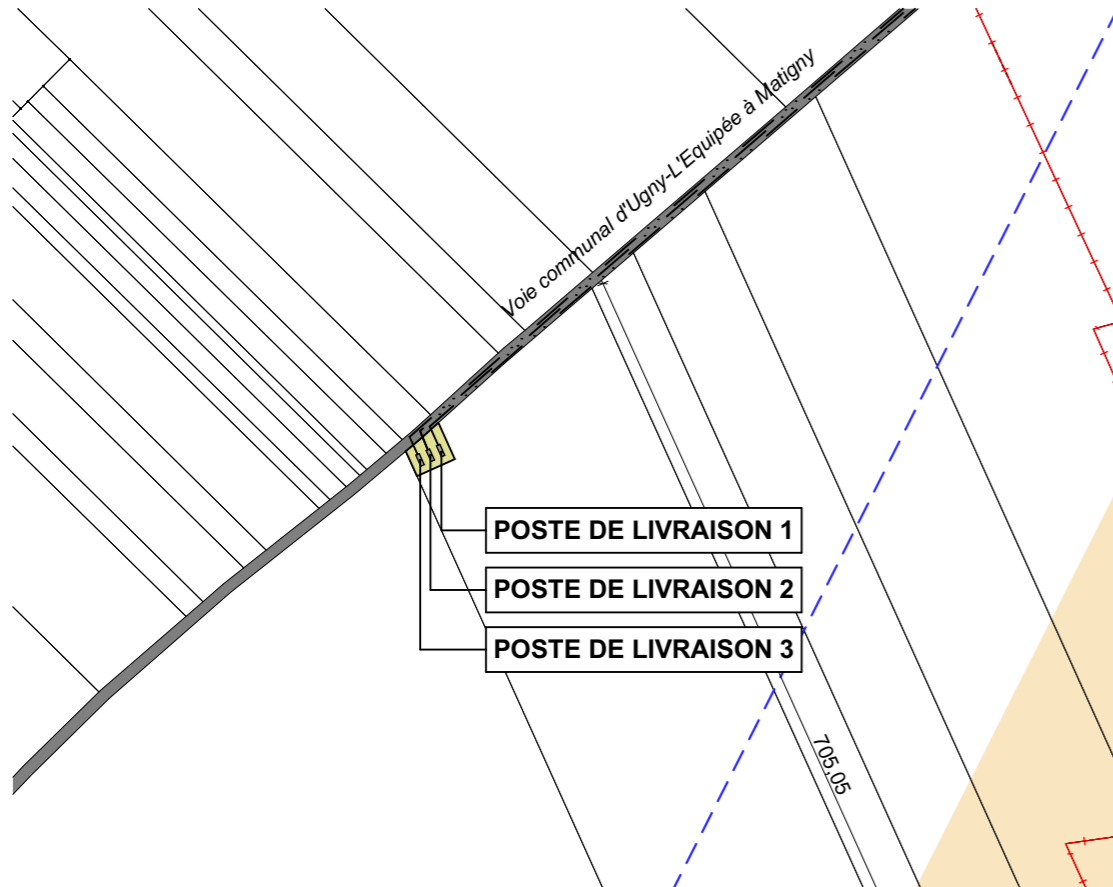 Voie communal d'Ugny-L'Equipée à Matigny
POSTE DE LIVRAISON 1
POSTE DE LIVRAISON 2
POSTE DE LIVRAISON 3
705,05